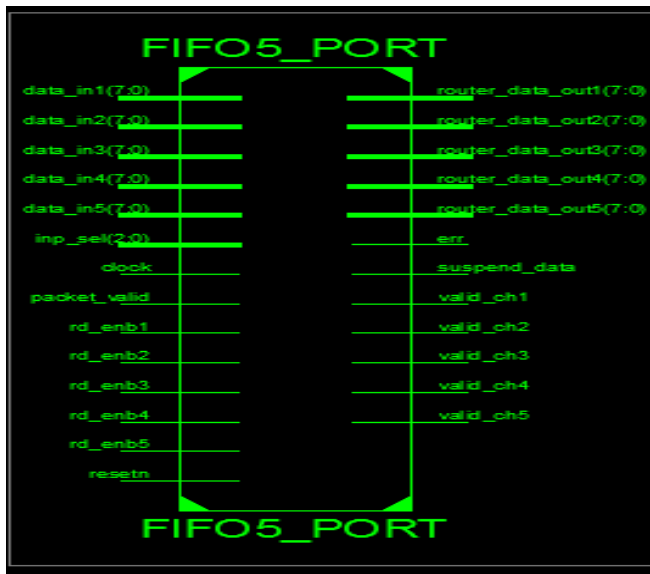 FIFO5_PORT
data_in1(7:0)
router_data_out1(7:0)
data_in2(7:0)
router_data_out2(7:0)
data_in3(7:0)
router_data_out3(7:0)
data_in4(7:0)
router_data_out4(7:0)
data_in5(7:0)
router_data_out5(7:0)
inp_sel(2:0)
err
clock
suspend_data
packet_valid
valid_ch1
rd_enb1
valid_ch2
rd_enb2
valid_ch3
rd_enb3
valid_ch4
rd_enb4
valid_ch5
rd_enb5
resetn
FIFO5_PORT